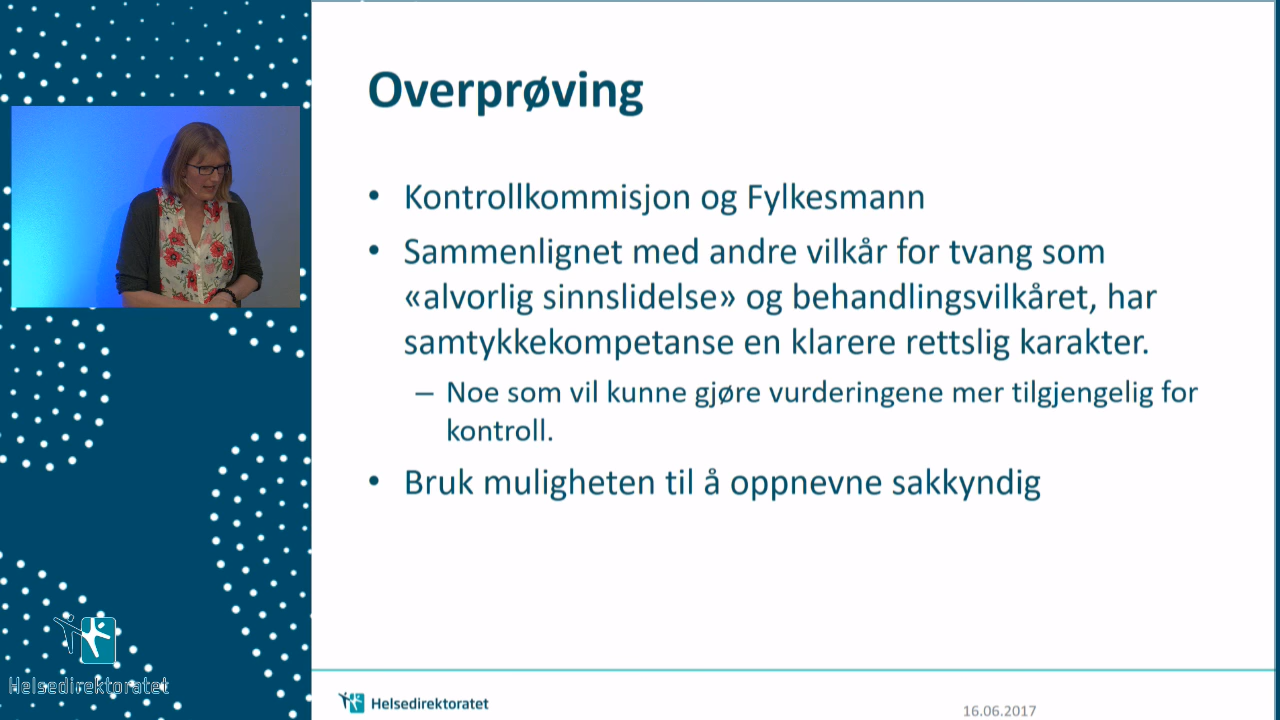 Overprøving
• Kontrollkommisjon og Fylkesmann
• Sammenlignet med andre vilkår for tvang som
«alvorlig sinnslidelse» og behandlingsvilkåret, har
samtykkekompetanse en klarere rettslig karakter.
– Noe som vil kunne gjøre vurderingene mer tilgjengelig for
kontroll.
• Bruk muligheten til å oppnevne sakkyndig
Helsedirektoratet
Helsedirektoratet
16.06.2017